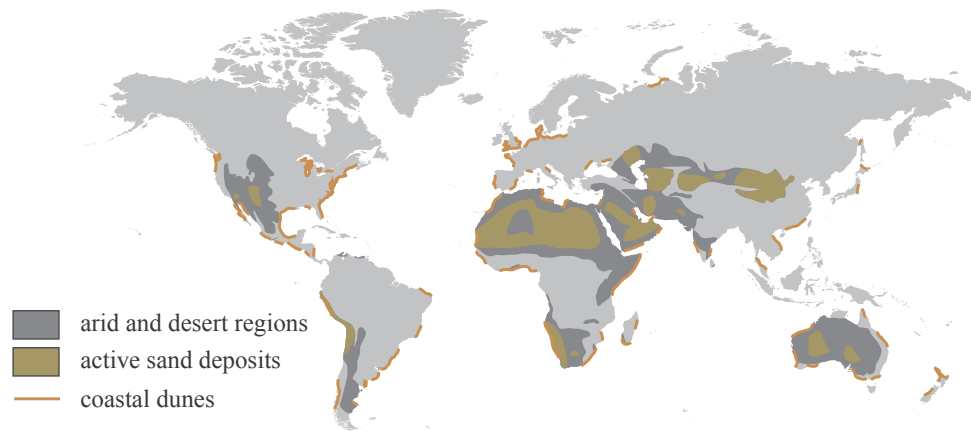 arid and desert regions
active sand deposits
coastal dunes